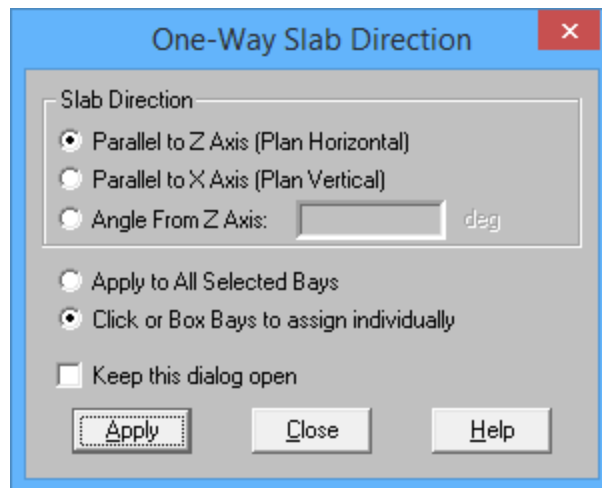 One-Way Slab Direction
Slab Direction
Parallel to Z Axis (Plan Horizontal)
Parallel to X Axis (Plan Vertical)
Angle From Z Axis: deg
Apply to All Selected Bays
Click or Box Bays to assign individually
Keep this dialog open
Apply Close Help